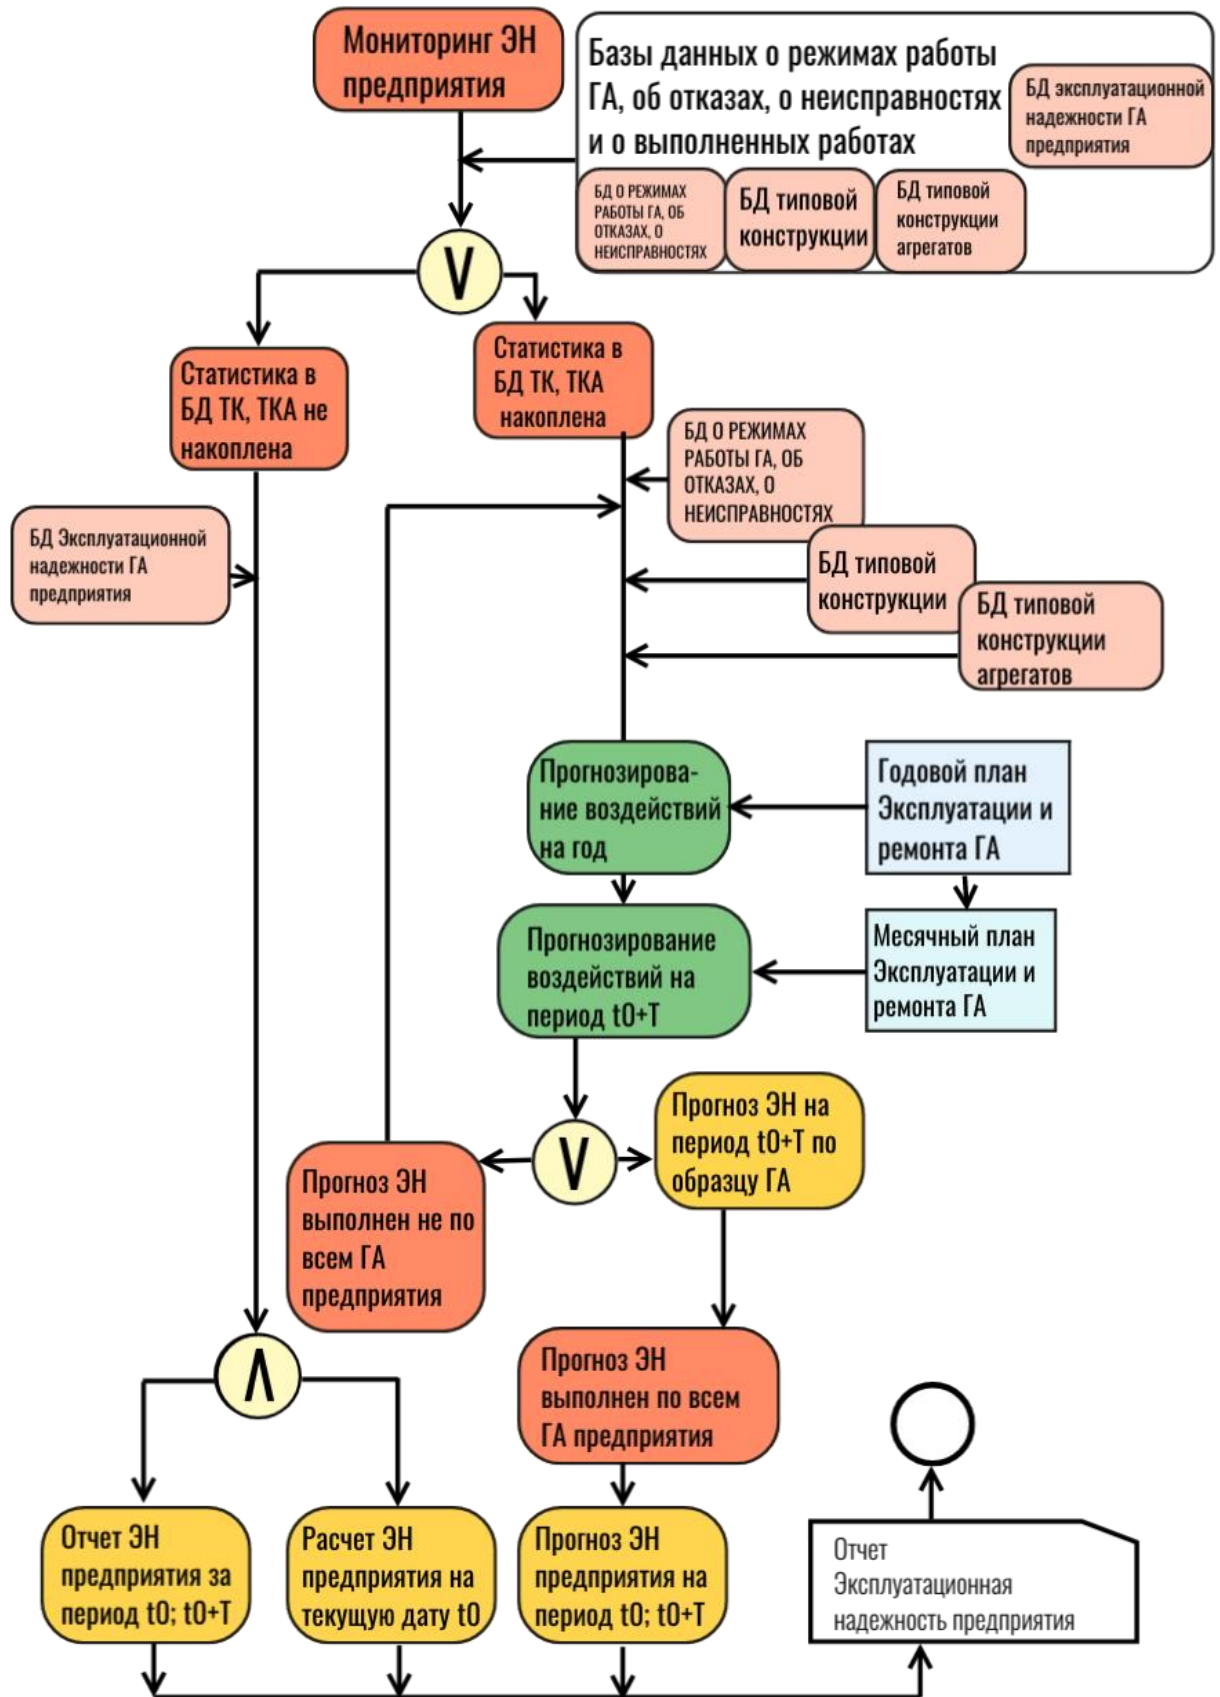 Мониторинг ЭН
предприятия
Базы данных о режимах работы
ГА, об отказах, о неисправностях
и о выполненных работах
БД эксплуатационной
надежности ГА
предприятия
БД О РЕЖИМАХ
РАБОТЫ ГА, ОБ
ОТКАЗАХ, О
НЕИСПРАВНОСТЯХ
БД типовой
конструкции
БД типовой
конструкции
агрегатов
V
Статистика в
БД ТК, ТКА не
накоплена
Статистика в
БД ТК, ТКА
накоплена
БД О РЕЖИМАХ
РАБОТЫ ГА, ОБ
ОТКАЗАХ, О
НЕИСПРАВНОСТЯХ
БД Эксплуатационной
надежности ГА
предприятия
БД типовой
конструкции
БД типовой
конструкции
агрегатов
Прогнозирова-
ние воздействий
на год
Годовой план
Эксплуатации и
ремонта ГА
Прогнозирование
воздействий на
период t0+T
Месячный план
Эксплуатации и
ремонта ГА
Прогноз ЭН на
период t0+T по
образцу ГА
V
Прогноз ЭН
выполнен не по
всем ГА
предприятия
Прогноз ЭН
выполнен по всем
ГА предприятия
Λ
Отчет ЭН
предприятия за
период t0; t0+T
Расчет ЭН
предприятия на
текущую дату t0
Прогноз ЭН
предприятия на
период t0; t0+T
Отчет
Эксплуатационная
надежность предприятия